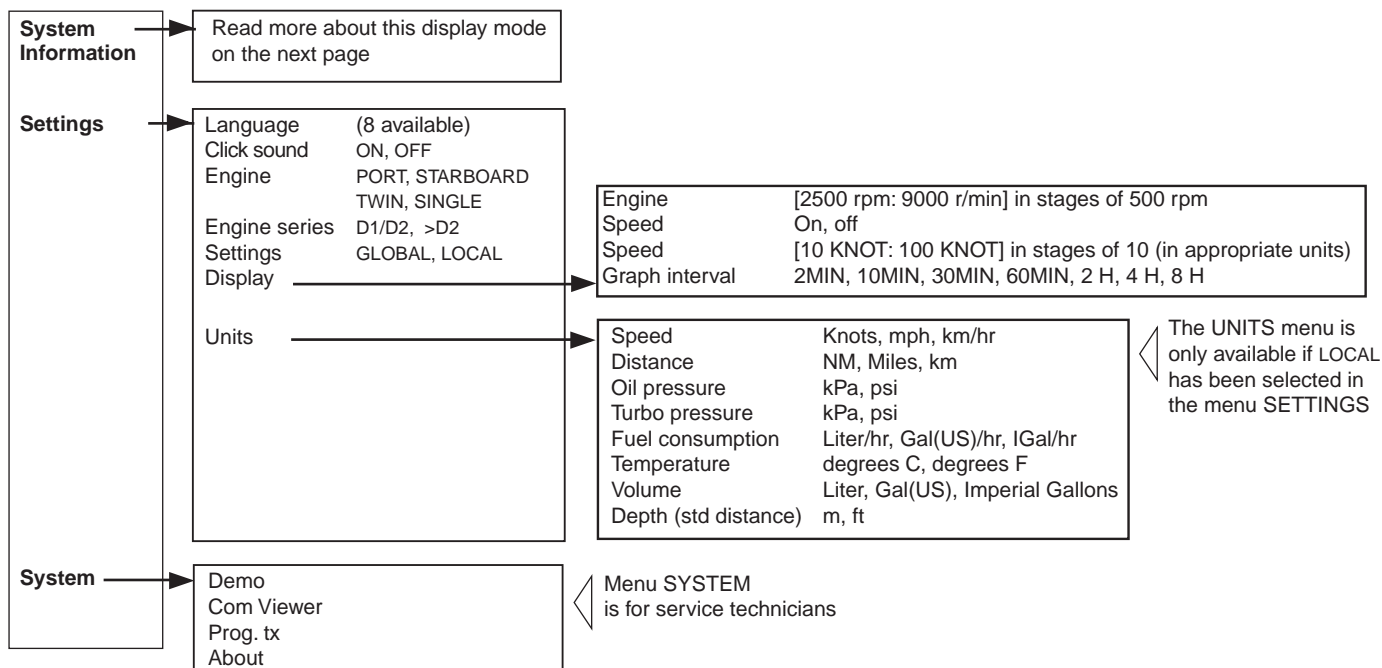 System
Information
Read more about this display mode
on the next page
Settings
Language (8 available)
Click sound ON, OFF
Engine PORT, STARBOARD
TWIN, SINGLE
Engine series D1/D2, >D2
Settings GLOBAL, LOCAL
Display
Engine [2500 rpm: 9000 r/min] in stages of 500 rpm
Speed On, off
Speed [10 KNOT: 100 KNOT] in stages of 10 (in appropriate units)
Graph interval 2MIN, 10MIN, 30MIN, 60MIN, 2 H, 4 H, 8 H
Units
Speed Knots, mph, km/hr
Distance NM, Miles, km
Oil pressure kPa, psi
Turbo pressure kPa, psi
Fuel consumption Liter/hr, Gal(US)/hr, IGal/hr
Temperature degrees C, degrees F
Volume Liter, Gal(US), Imperial Gallons
Depth (std distance) m, ft
The UNITS menu is
only available if LOCAL
has been selected in
the menu SETTINGS
System
Demo
Com Viewer
Prog. tx
About
Menu SYSTEM
is for service technicians